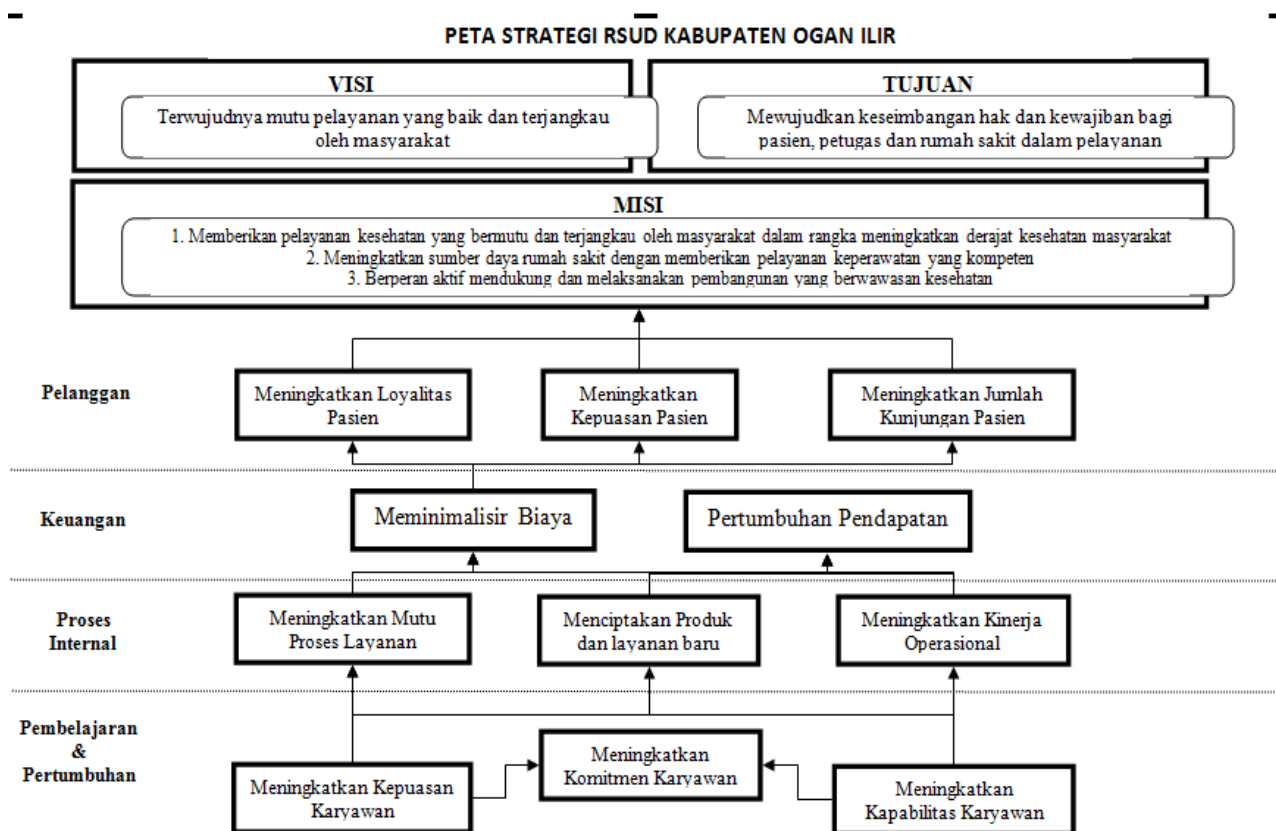 PETA STRATEGI RSUD KABUPATEN OGAN ILIR
VISI
Terwujudnya mutu pelayanan yang baik dan terjangkau
oleh masyarakat
TUJUAN
Mewujudkan keseimbangan hak dan kewajiban bagi
pasien, petugas dan rumah sakit dalam pelayanan
MISI
1. Memberikan pelayanan kesehatan yang bermutu dan terjangkau oleh masyarakat dalam rangka meningkatkan derajat kesehatan masyarakat
2. Meningkatkan sumber daya rumah sakit dengan memberikan pelayanan keperawatan yang kompeten
3. Berperan aktif mendukung dan melaksanakan pembangunan yang berwawasan kesehatan
Pelanggan
Meningkatkan Loyalitas
Pasien
Meningkatkan
Kepuasan Pasien
Meningkatkan Jumlah
Kunjungan Pasien
Keuangan
Meminimalisir Biaya
Pertumbuhan Pendapatan
Proses
Internal
Meningkatkan Mutu
Proses Layanan
Menciptakan Produk
dan layanan baru
Meningkatkan Kinerja
Operasional
Pembelajaran
&
Pertumbuhan
Meningkatkan Kepuasan
Karyawan
Meningkatkan
Komitmen Karyawan
Meningkatkan
Kapabilitas Karyawan